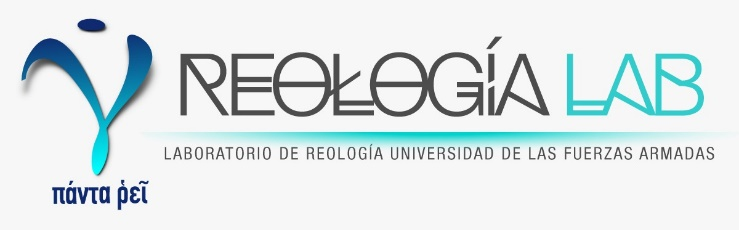 REOLOGÍA LAB
LABORATORIO DE REOLOGÍA UNIVERSIDAD DE LAS FUERZAS ARMADAS
πάντα ῥεῖ